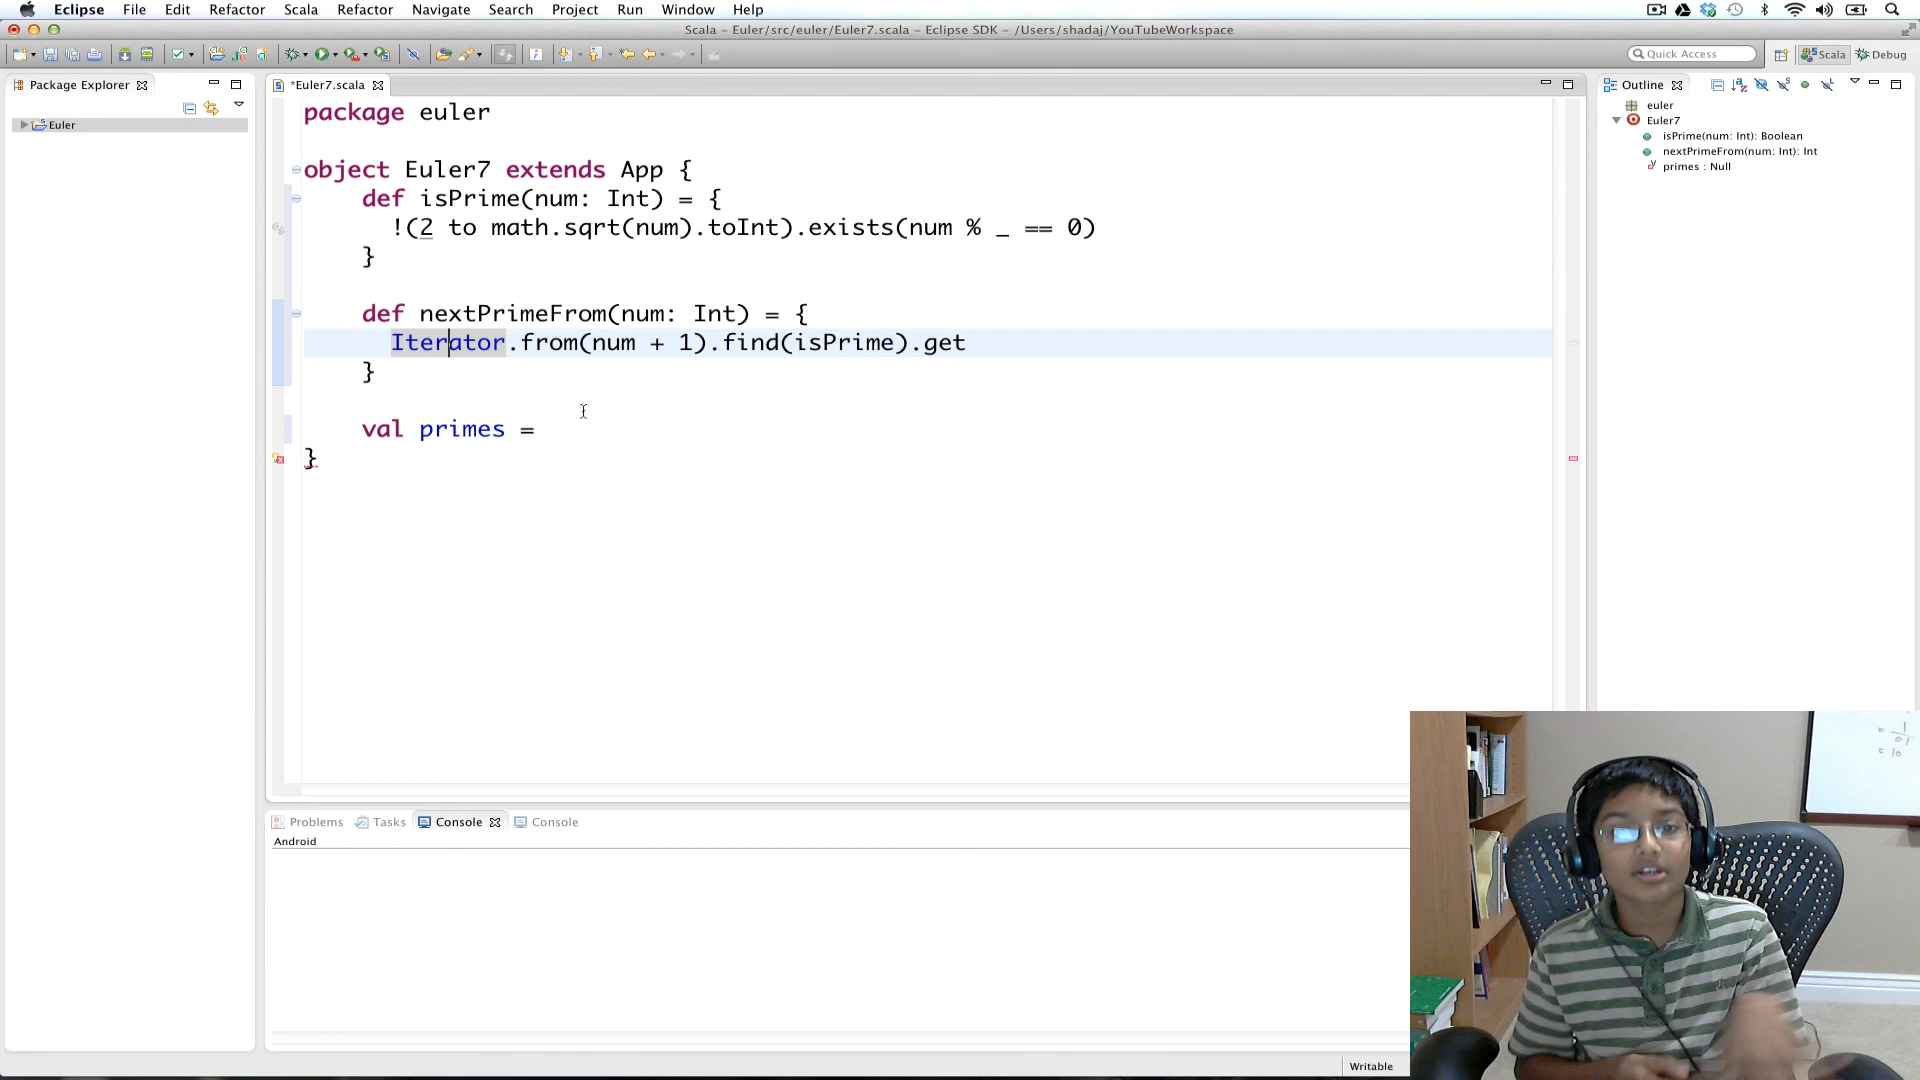 Eclipse File Edit Refactor Scala Refactor Navigate Search Project Run Window Help
Scala – Euler/src/euler/Euler7.scala – Eclipse SDK – /Users/shadaj/YouTubeWorkspace
Quick Access Scala Debug
Package Explorer
Euler
*Euler7.scala
package euler
object Euler7 extends App {
def isPrime(num: Int) = {
!(2 to math.sqrt(num).toInt).exists(num % _ == 0)
}
def nextPrimeFrom(num: Int) = {
Iterator.from(num + 1).find(isPrime).get
}
val primes =
}
Outline
euler
Euler7
isPrime(num: Int): Boolean
nextPrimeFrom(num: Int): Int
primes : Null
Problems Tasks Console Console
Android
Writable
= 10